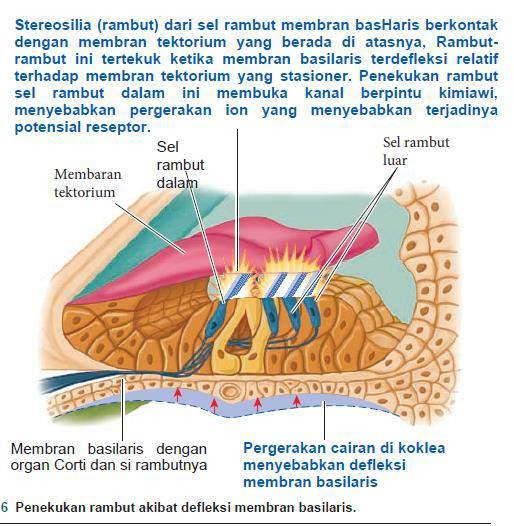 Stereosilia (rambut) dari sel rambut membran basHaris berkontak
dengan membran tektorium yang berada di atasnya, Rambut-
rambut ini tertekuk ketika membran basilaris terdefleksi relatif
terhadap membran tektorium yang stasioner. Penekukan rambut
sel rambut dalam ini membuka kanal berpintu kimiawi,
menyebabkan pergerakan ion yang menyebabkan terjadinya
potensial reseptor.
Sel
rambut
dalam
Sel rambut
luar
Membaran
tektorium
Membran basilaris dengan
organ Corti dan si rambutnya
Pergerakan cairan di koklea
menyebabkan defleksi
membran basilaris
6 Penekukan rambut akibat defleksi membran basilaris.